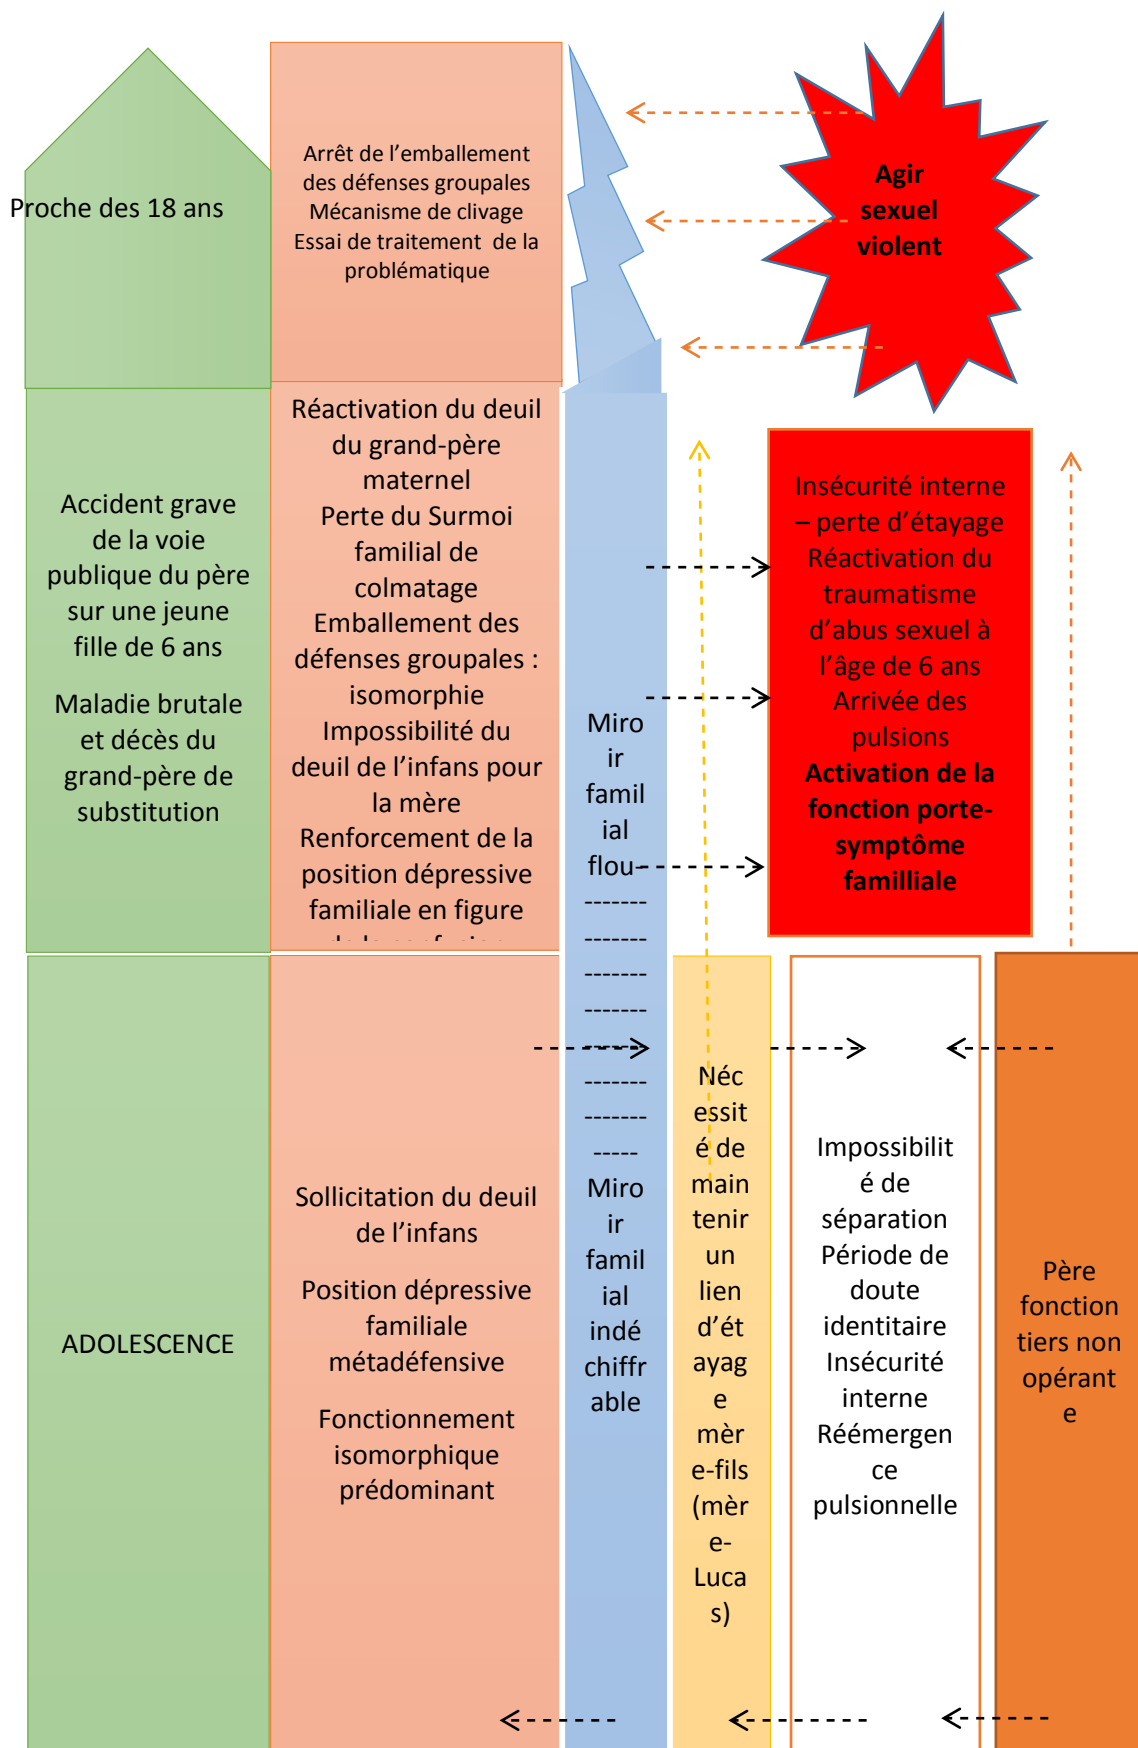 Proche des 18 ans
Arrêt de l'emballement
des défenses groupales
Mécanisme de clivage
Essai de traitement de la
problématique
Agir
sexuel
violent
Accident grave
de la voie
publique du père
sur une jeune
fille de 6 ans
Maladie brutale
et décès du
grand-père de
substitution
Réactivation du deuil
du grand-père
maternel
Perte du Surmoi
familial de
colmatage
Emballement des
défenses groupales :
isomorphie
Impossibilité du
deuil de l'infans pour
la mère
Renforcement de la
position dépressive
familiale en figure
Miro
ir
famil
ial
flou-
-------
-------
-------
-------
-------
-------
-------
-----
Miro
ir
famil
ial
indé
chiffr
able
Insécurité interne
– perte d'étayage
Réactivation du
traumatisme
d'abus sexuel à
l'âge de 6 ans
Arrivée des
pulsions
Activation de la
fonction porte-
symptôme
familliale
ADOLESCENCE
Sollicitation du deuil
de l'infans
Position dépressive
familiale
métadéfensive
Fonctionnement
isomorphique
prédominant
Néc
essit
é de
main
tenir
un
lien
d'ét
ayag
e
mèr
e-fils
(mèr
e-
Luca
s)
Impossibilit
é de
séparation
Période de
doute
identitaire
Insécurité
interne
Réémergen
ce
pulsionnelle
Père
fonction
tiers non
opérant
e